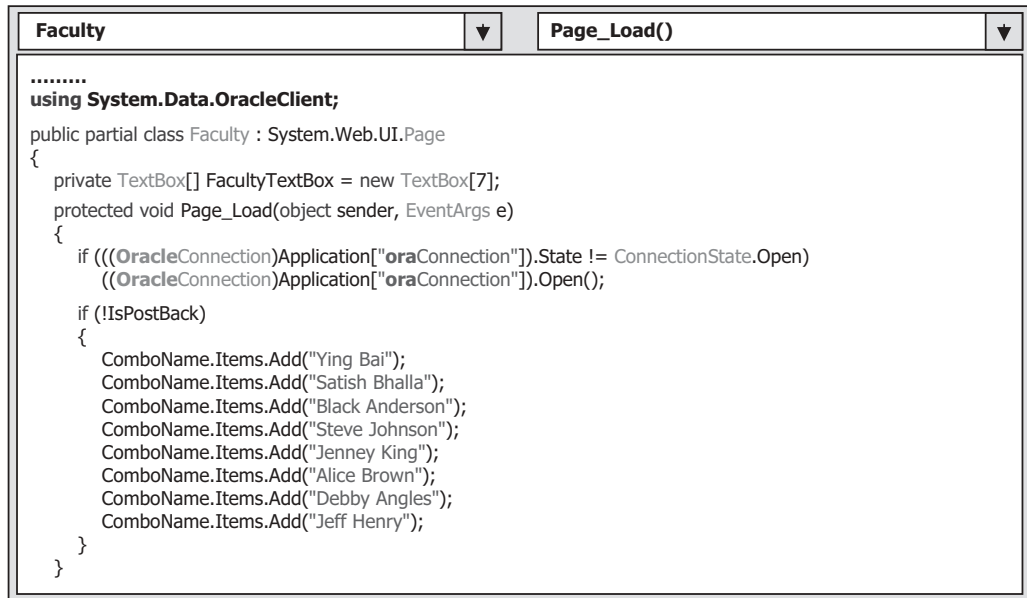 Faculty
Page_Load()
.........
using System.Data.OracleClient;
public partial class Faculty : System.Web.UI.Page
{
private TextBox[] FacultyTextBox = new TextBox[7];
protected void Page_Load(object sender, EventArgs e)
{
if (((OracleConnection)Application["oraConnection"]).State != ConnectionState.Open)
((OracleConnection)Application["oraConnection"]).Open();
if (!IsPostBack)
{
ComboName.Items.Add("Ying Bai");
ComboName.Items.Add("Satish Bhalla");
ComboName.Items.Add("Black Anderson");
ComboName.Items.Add("Steve Johnson");
ComboName.Items.Add("Jenney King");
ComboName.Items.Add("Alice Brown");
ComboName.Items.Add("Debby Angles");
ComboName.Items.Add("Jeff Henry");
}
}